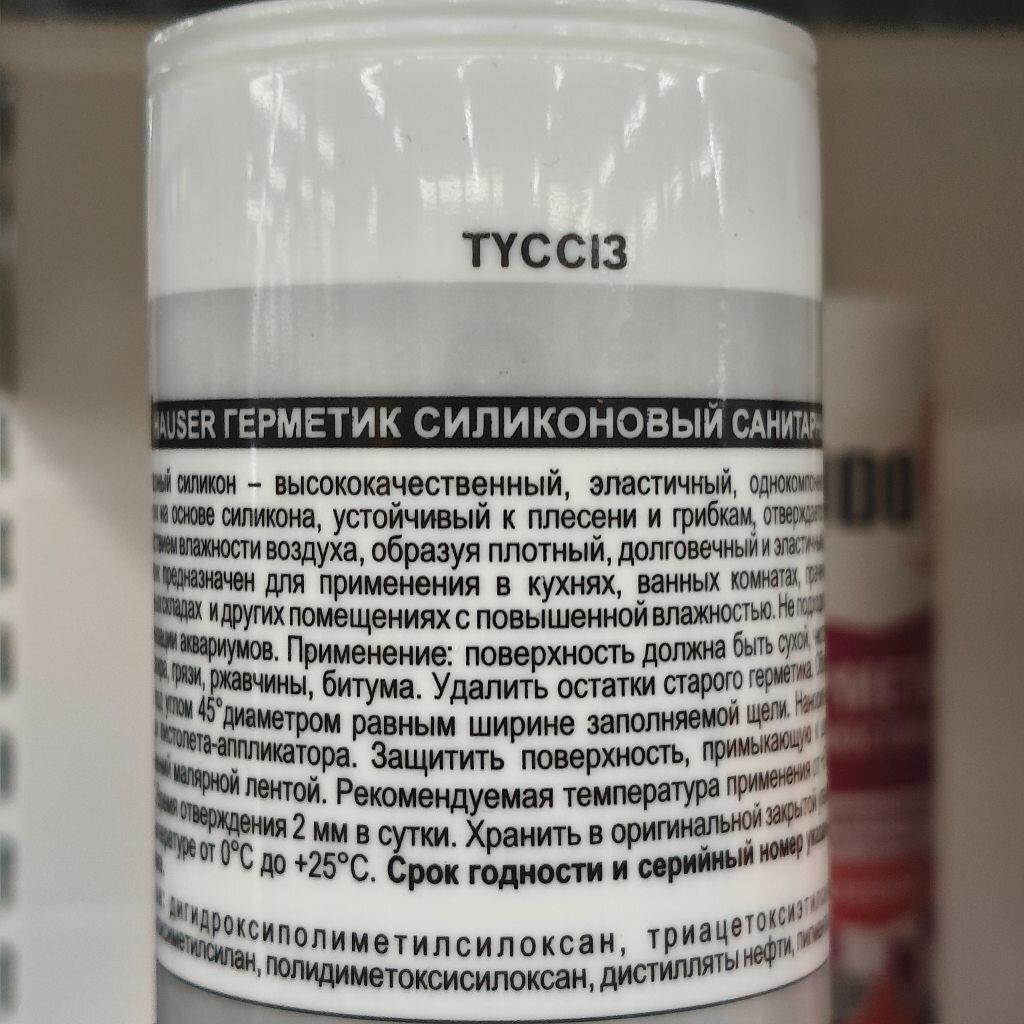 TYCCI3
HAUSER ГЕРМЕТИК СИЛИКОНОВЫЙ САНИТАР
силикон – высококачественный, эластичный,
на основе силикона, устойчивый к плесени и грибкам,
влажности воздуха, образуя плотный, долговечный и
предназначен для применения в кухнях, ванных комнатах,
складах и других помещениях с повышенной влажностью. Не
аквариумов. Применение: поверхность должна быть сухой,
грязи, ржавчины, битума. Удалить остатки старого герметика.
углом 45° диаметром равным ширине заполняемой щели.
пистолета-аппликатора. Защитить поверхность, примыкающую к
малярной лентой. Рекомендуемая температура применения от
отверждения 2 мм в сутки. Хранить в оригинальной закрытой
от 0°C до +25°C. Срок годности и серийный номер
дигидроксиполиметилсилоксан,
полидиметоксисилоксан, дистилляты нефти,